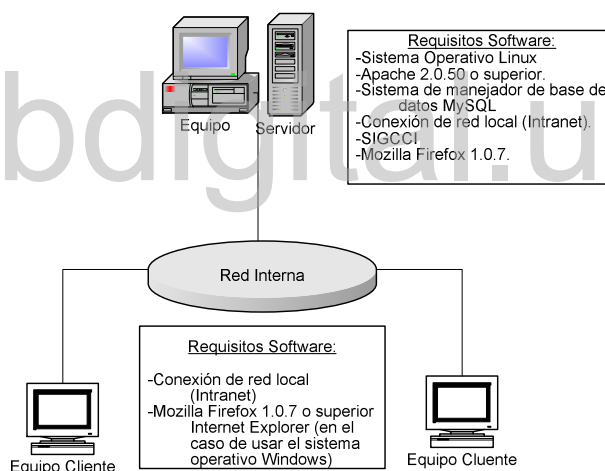 Requisitos Software:
-Sistema Operativo Linux
-Apache 2.0.50 o superior.
-Sistema de manejador de base de
datos MySQL
-Conexión de red local (Intranet).
-SIGCCI
-Mozilla Firefox 1.0.7.
Equipo Servidor
bdigital.u
Red Interna
Requisitos Software:
-Conexión de red local
(Intranet)
-Mozilla Firefox 1.0.7 o superior
Internet Explorer (en el
caso de usar el sistema
operativo Windows)
Equipo Cliente
Equipo Cluente